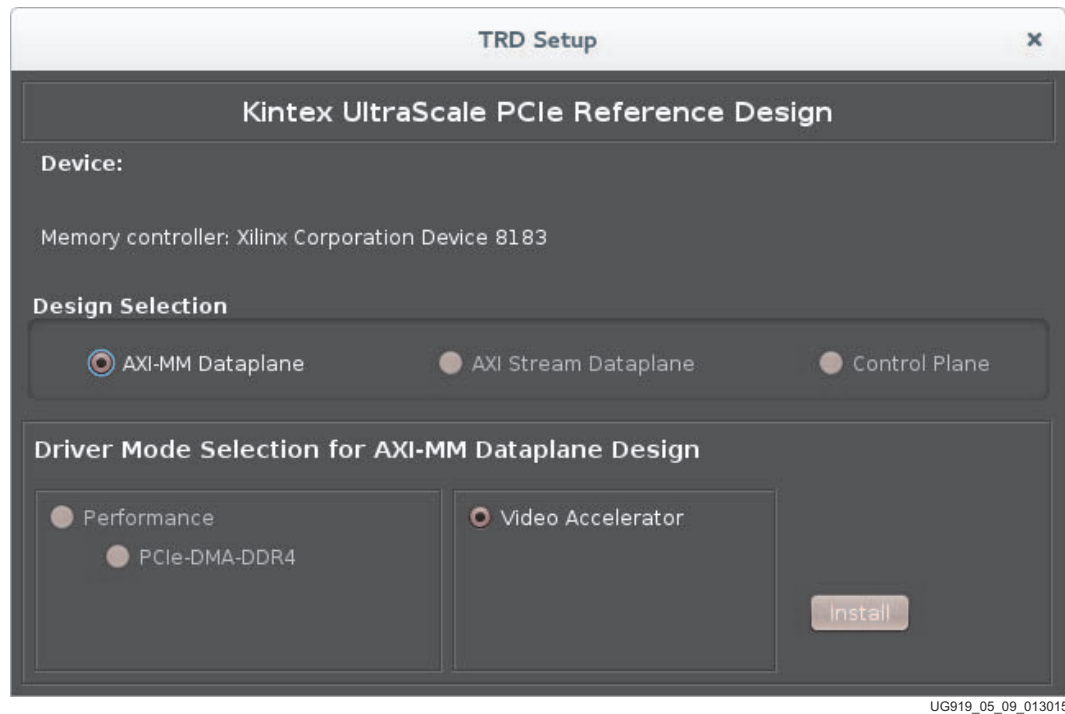 TRD Setup
×
Kintex UltraScale PCIe Reference Design
Device:
Memory controller: Xilinx Corporation Device 8183
Design Selection
AXI-MM Dataplane AXI Stream Dataplane Control Plane
Driver Mode Selection for AXI-MM Dataplane Design
Performance
Video Accelerator
PCIe-DMA-DDR4
Install
UG919_05_09_013015